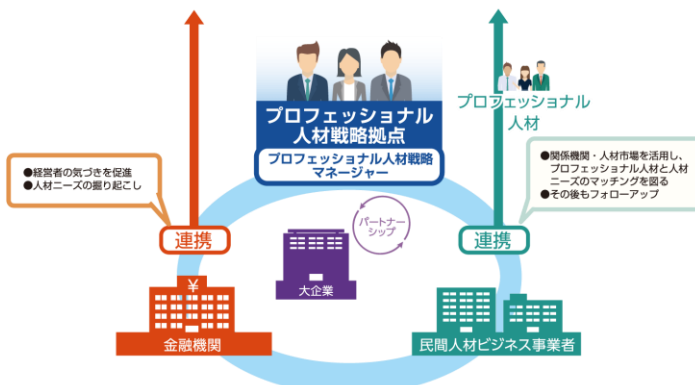 プロフェッショナル
人材戦略拠点
プロフェッショナル人材戦略
マネージャー
プロフェッショナル
人材
●経営者の気づきを促進
●人材ニーズの掘り起こし
●関係機関・人材市場を活用し、
プロフェッショナル人材と人材
ニーズのマッチングを図る
●その後もフォローアップ
パートナー
シップ
連携
連携
¥
大企業
金融機関
民間人材ビジネス事業者